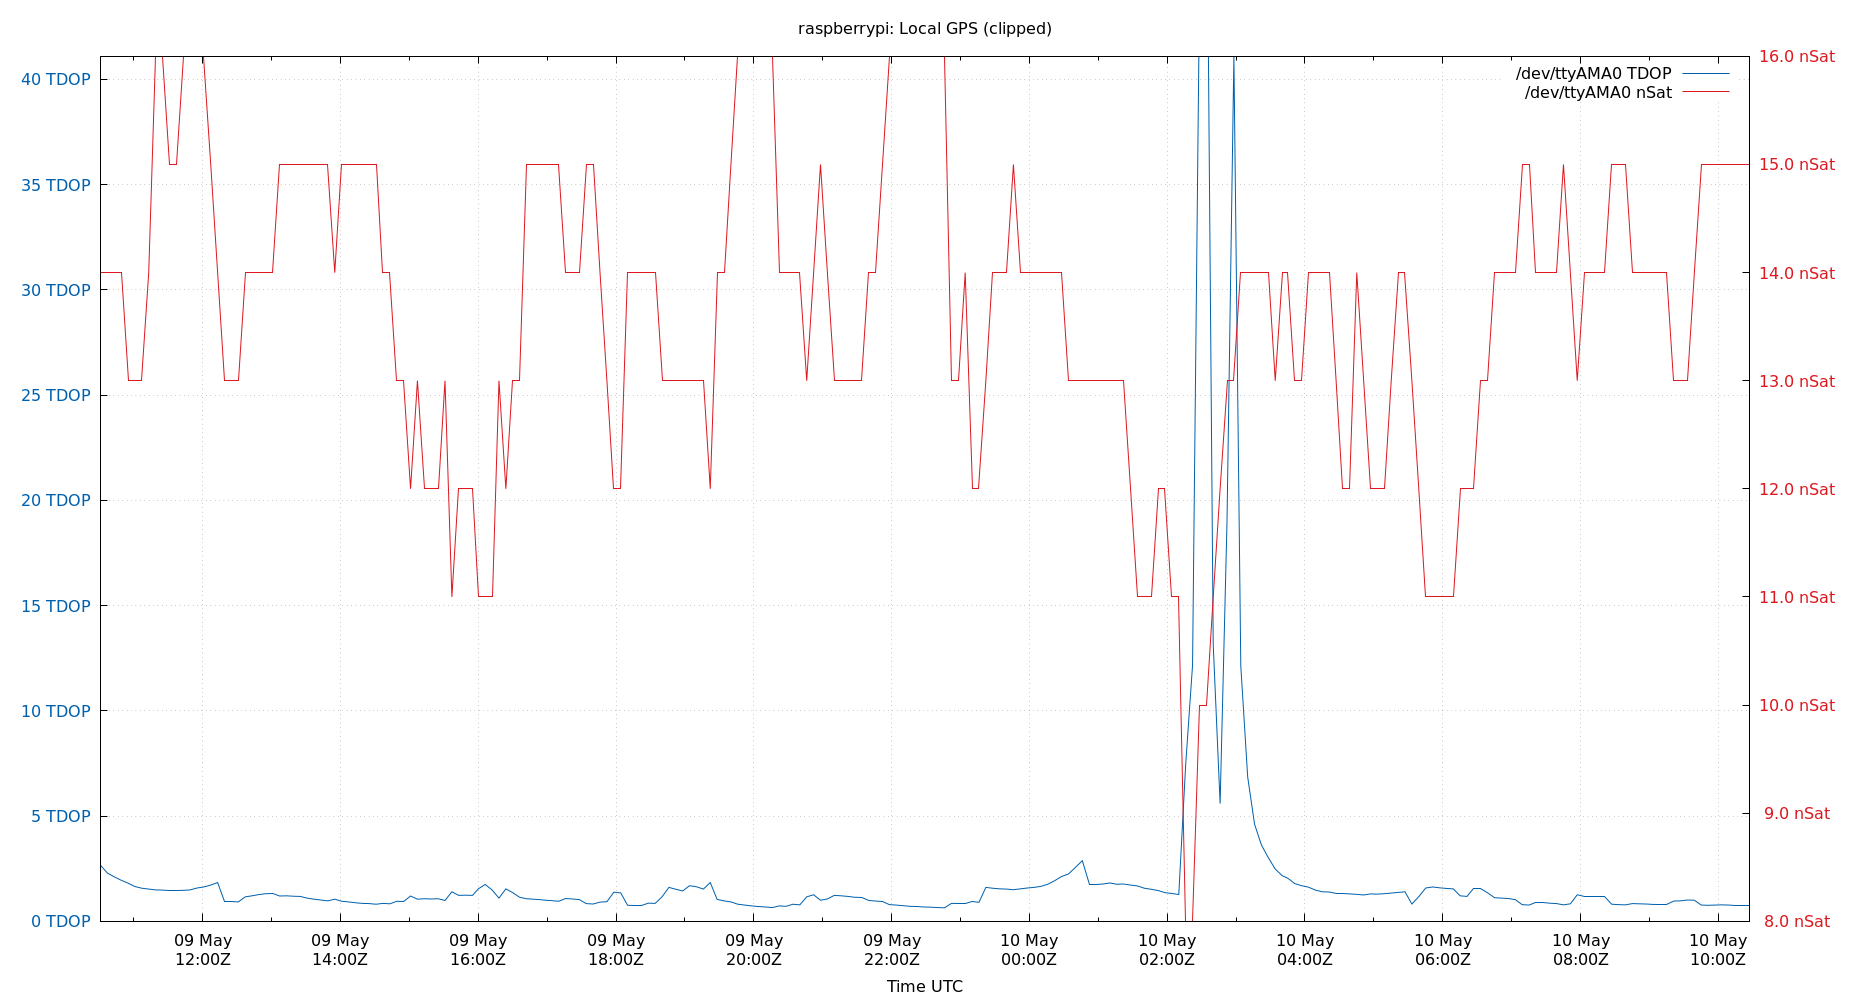 raspberrypi: Local GPS (clipped)
/dev/ttyAMA0 TDOP
/dev/ttyAMA0 nSat
40 TDOP
35 TDOP
30 TDOP
25 TDOP
20 TDOP
15 TDOP
10 TDOP
5 TDOP
0 TDOP
16.0 nSat
15.0 nSat
14.0 nSat
13.0 nSat
12.0 nSat
11.0 nSat
10.0 nSat
9.0 nSat
8.0 nSat
09 May
12:00Z
09 May
14:00Z
09 May
16:00Z
09 May
18:00Z
09 May
20:00Z
09 May
22:00Z
10 May
00:00Z
10 May
02:00Z
10 May
04:00Z
10 May
06:00Z
10 May
08:00Z
10 May
10:00Z
Time UTC